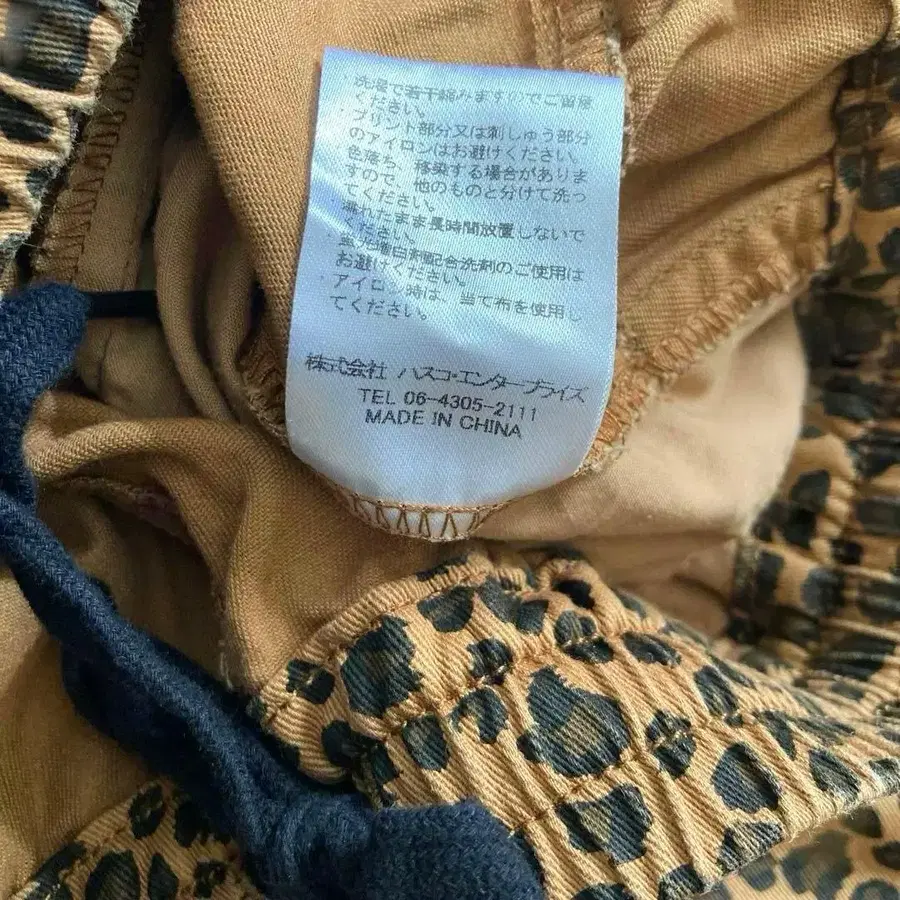 ・洗濯で若干縮みますのでご留意
ください。
・プリント部分又は刺しゅう部分
のアイロンはお避けください。
・色落ち、移染する場合がありま
すので、他のものと分けて洗っ
てください。
・濡れたまま長時間放置しないで
ください。
・蛍光増白剤配合洗剤のご使用は
お避けください。
・アイロン時は、当て布を使用し
てください。
株式会社 ハスコ・エンタープライズ
TEL 06-4305-2111
MADE IN CHINA